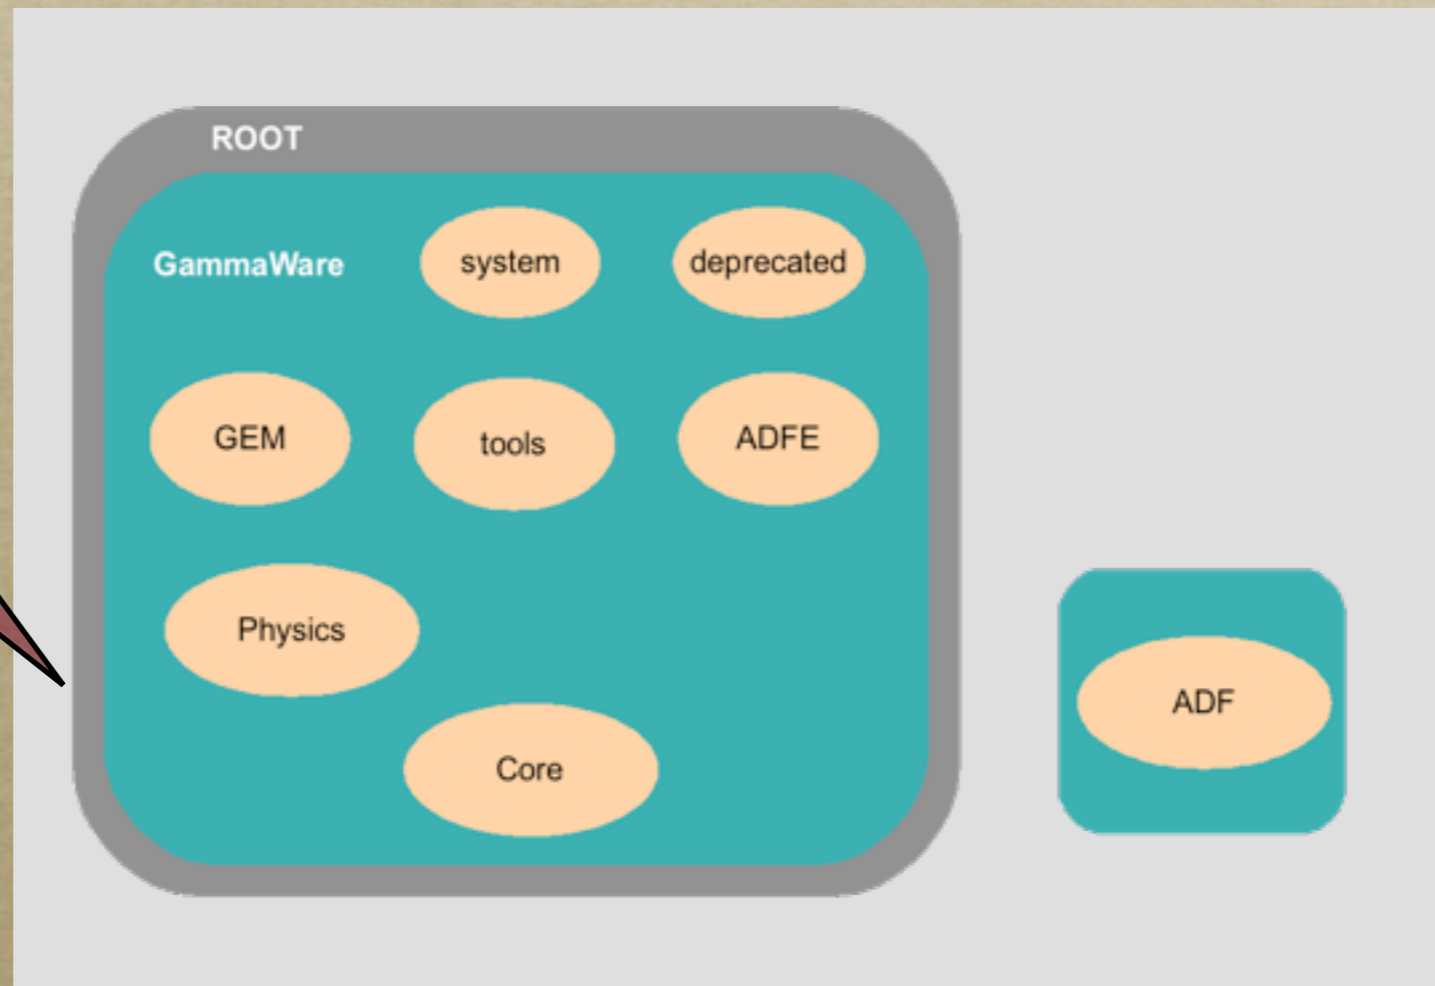 ROOT
GammaWare
system
deprecated
GEM
tools
ADFE
Physics
Core
ADF